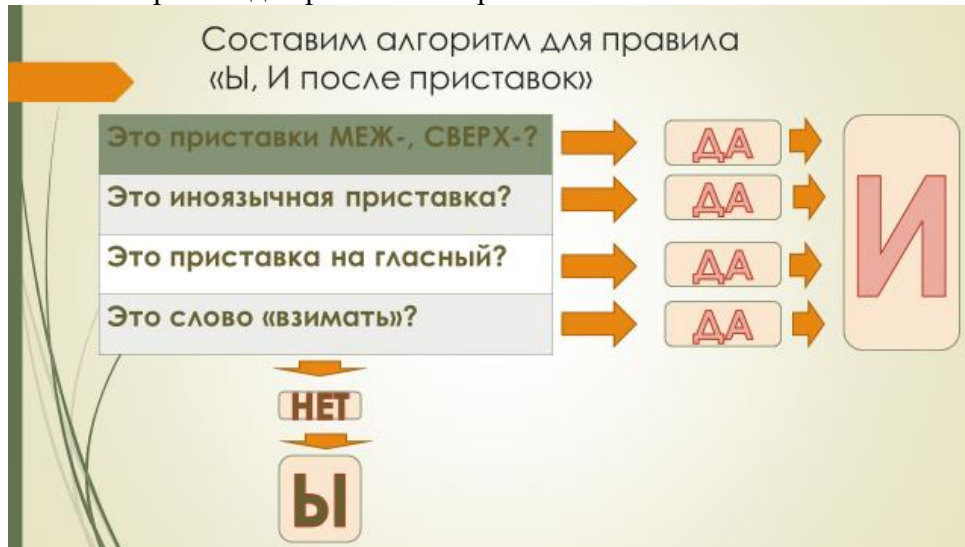 Составим алгоритм для правила
«Ы, И после приставок»
Это приставки МЕЖ-, СВЕРХ-?
ДА
Это иноязычная приставка?
ДА
Это приставка на гласный?
ДА
Это слово «взимать»?
ДА
И
НЕТ
Ы